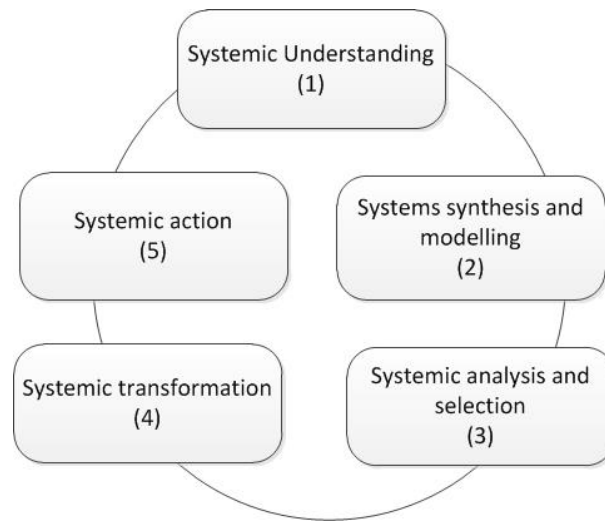 Systemic Understanding
(1)
Systems synthesis and
modelling
(2)
Systemic analysis and
selection
(3)
Systemic transformation
(4)
Systemic action
(5)